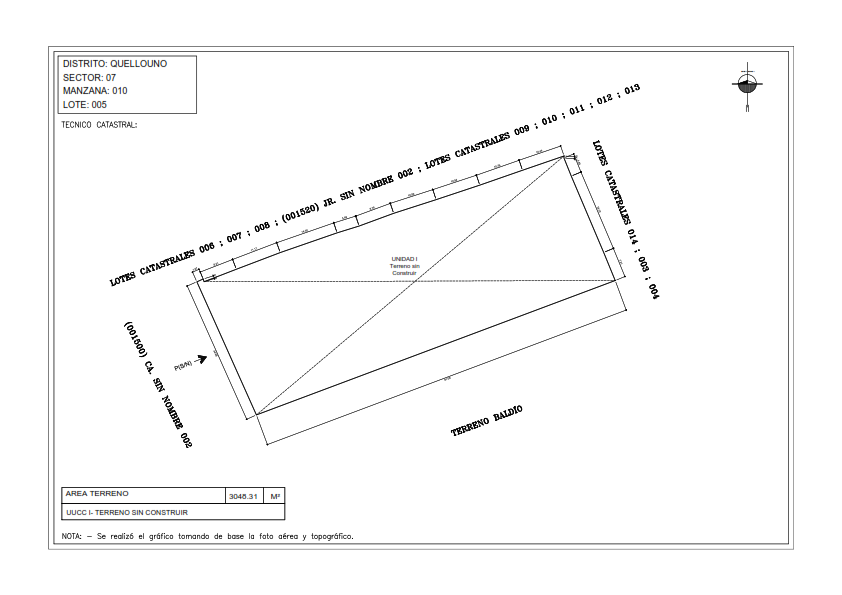 DISTRITO: QUELLOUNO
SECTOR: 07
MANZANA: 010
LOTE: 005
TECNICO CATASTRAL:
LOTES CATASTRALES 006 ; 007 ; 008 ; (001520) JR. SIN NOMBRE 002 ; LOTES CATASTRALES 009 ; 010 ; 011 ; 012 ; 013
LOTES CATASTRALES 014 ; 003 ; 004
UNIDAD I
Terreno sin
Construir
(001500) CA. SIN NOMBRE 002
P(S/N)
TERRENO BALDIO
AREA TERRENO 3048.31 M²
UUCC I- TERRENO SIN CONSTRUIR
NOTA: – Se realizó el gráfico tomando de base la foto aérea y topográfico.